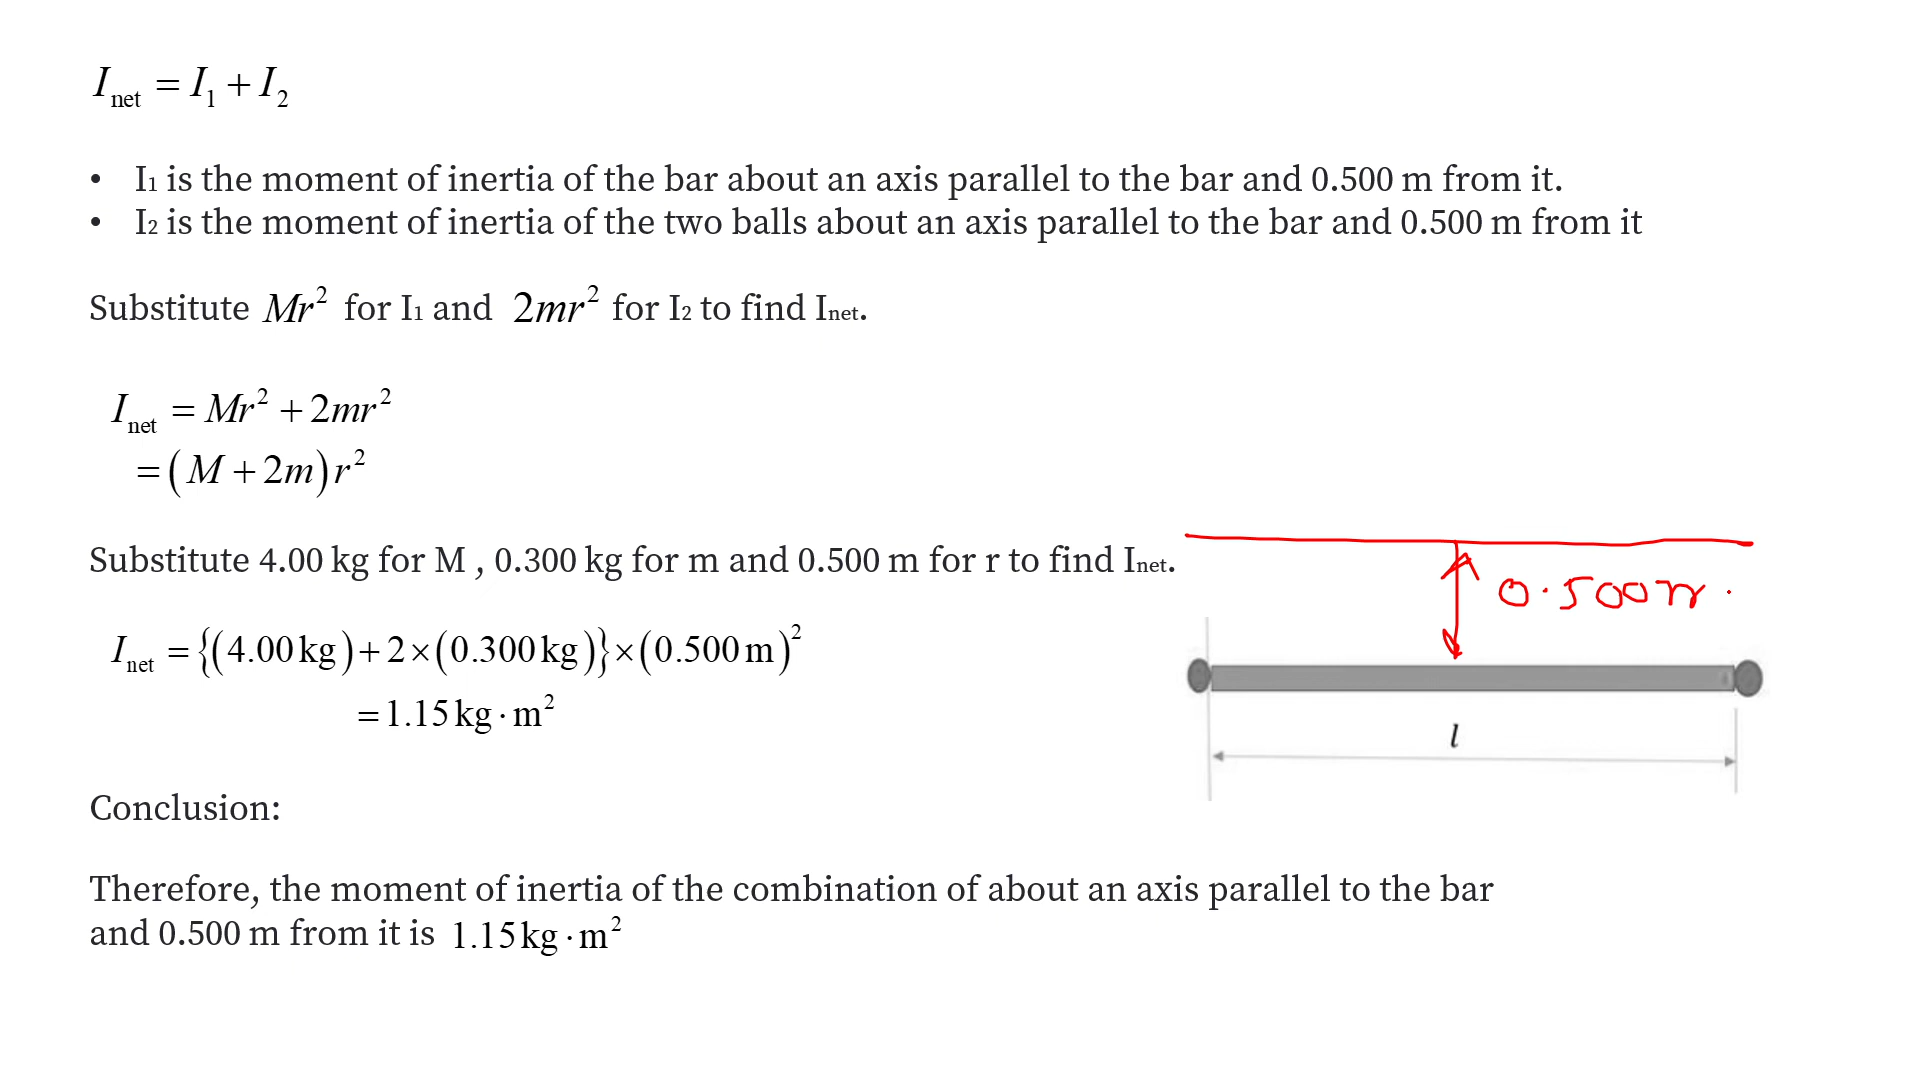 I_net = I₁ + I₂
• I₁ is the moment of inertia of the bar about an axis parallel to the bar and 0.500 m from it.
• I₂ is the moment of inertia of the two balls about an axis parallel to the bar and 0.500 m from it
Substitute Mr² for I₁ and 2mr² for I₂ to find I_net.
I_net = Mr² + 2mr²
= (M + 2m) r²
Substitute 4.00 kg for M , 0.300 kg for m and 0.500 m for r to find I_net.
0.500m.
I_net = {(4.00 kg) + 2 × (0.300 kg)} × (0.500 m)²
= 1.15 kg · m²
l
Conclusion:
Therefore, the moment of inertia of the combination of about an axis parallel to the bar
and 0.500 m from it is 1.15 kg · m²